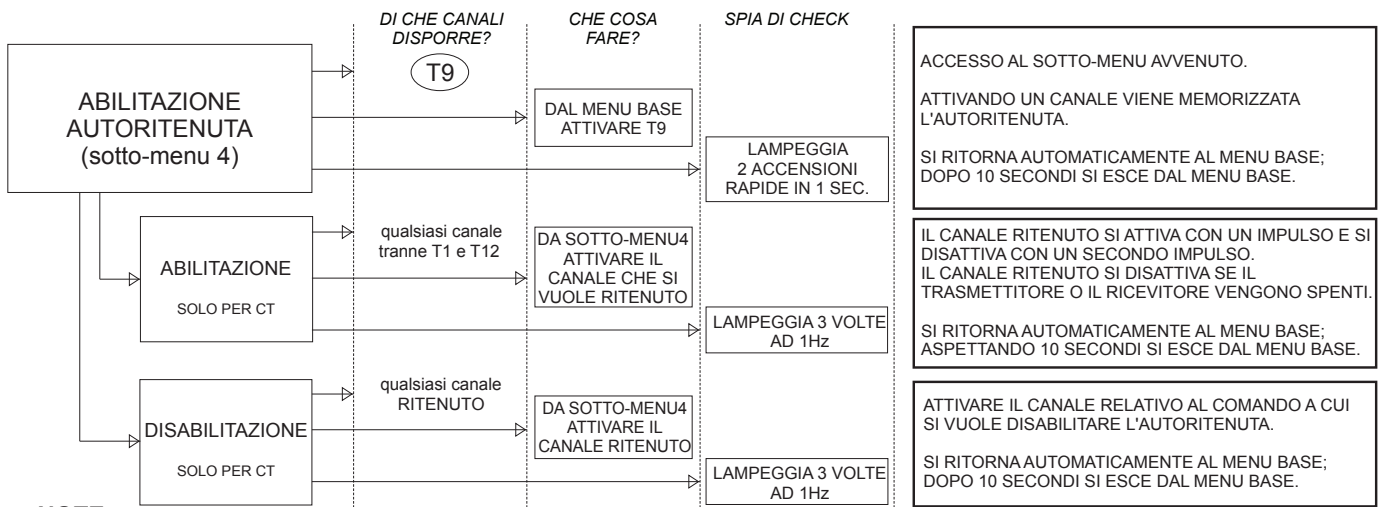 DI CHE CANALI
DISPORRE?
CHE COSA
FARE?
SPIA DI CHECK
ABILITAZIONE
AUTORITENUTA
(sotto-menu 4)
T9
DAL MENU BASE
ATTIVARE T9
LAMPEGGIA
2 ACCENSIONI
RAPIDE IN 1 SEC.
ACCESSO AL SOTTO-MENU AVVENUTO.
ATTIVANDO UN CANALE VIENE MEMORIZZATA
L'AUTORITENUTA.
SI RITORNA AUTOMATICAMENTE AL MENU BASE;
DOPO 10 SECONDI SI ESCE DAL MENU BASE.
ABILITAZIONE
SOLO PER CT
qualsiasi canale
tranne T1 e T12
DA SOTTO-MENU4
ATTIVARE IL
CANALE CHE SI
VUOLE RITENUTO
LAMPEGGIA 3 VOLTE
AD 1Hz
IL CANALE RITENUTO SI ATTIVA CON UN IMPULSO E SI
DISATTIVA CON UN SECONDO IMPULSO.
IL CANALE RITENUTO SI DISATTIVA SE IL
TRASMETTITORE O IL RICEVITORE VENGONO SPENTI.
SI RITORNA AUTOMATICAMENTE AL MENU BASE;
ASPETTANDO 10 SECONDI SI ESCE DAL MENU BASE.
DISABILITAZIONE
SOLO PER CT
qualsiasi canale
RITENUTO
DA SOTTO-MENU4
ATTIVARE IL
CANALE RITENUTO
LAMPEGGIA 3 VOLTE
AD 1Hz
ATTIVARE IL CANALE RELATIVO AL COMANDO A CUI
SI VUOLE DISABILITARE L'AUTORITENUTA.
SI RITORNA AUTOMATICAMENTE AL MENU BASE;
DOPO 10 SECONDI SI ESCE DAL MENU BASE.